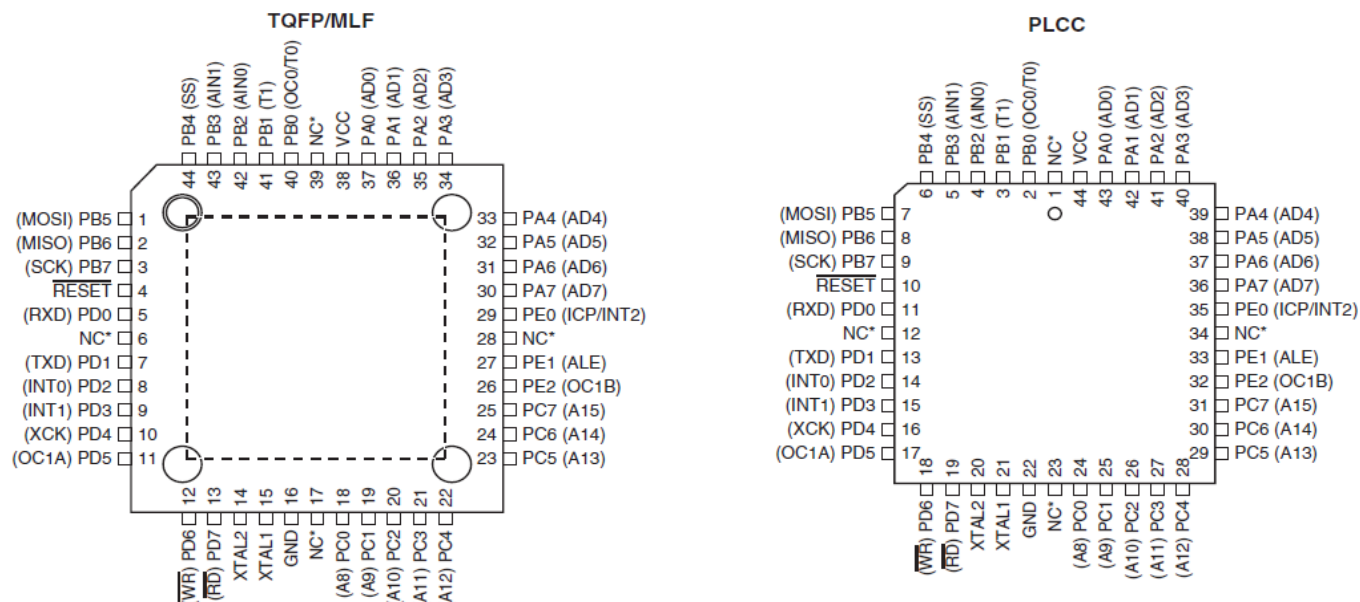 TQFP/MLF
PB4 (SS)
PB3 (AIN1)
PB2 (AIN0)
PB1 (T1)
PB0 (OC0/T0)
NC*
VCC
PA0 (AD0)
PA1 (AD1)
PA2 (AD2)
PA3 (AD3)
44 43 42 41 40 39 38 37 36 35 34
(MOSI) PB5 1
(MISO) PB6 2
(SCK) PB7 3
RESET 4
(RXD) PD0 5
NC* 6
(TXD) PD1 7
(INT0) PD2 8
(INT1) PD3 9
(XCK) PD4 10
(OC1A) PD5 11
33 PA4 (AD4)
32 PA5 (AD5)
31 PA6 (AD6)
30 PA7 (AD7)
29 PE0 (ICP/INT2)
28 NC*
27 PE1 (ALE)
26 PE2 (OC1B)
25 PC7 (A15)
24 PC6 (A14)
23 PC5 (A13)
12 13 14 15 16 17 18 19 20 21 22
(WR) PD6
(RD) PD7
XTAL2
XTAL1
GND
NC*
(A8) PC0
(A9) PC1
(A10) PC2
(A11) PC3
(A12) PC4
PLCC
PB4 (SS)
PB3 (AIN1)
PB2 (AIN0)
PB1 (T1)
PB0 (OC0/T0)
NC*
VCC
PA0 (AD0)
PA1 (AD1)
PA2 (AD2)
PA3 (AD3)
6 5 4 3 2 1 44 43 42 41 40
(MOSI) PB5 7
(MISO) PB6 8
(SCK) PB7 9
RESET 10
(RXD) PD0 11
NC* 12
(TXD) PD1 13
(INT0) PD2 14
(INT1) PD3 15
(XCK) PD4 16
(OC1A) PD5 17
39 PA4 (AD4)
38 PA5 (AD5)
37 PA6 (AD6)
36 PA7 (AD7)
35 PE0 (ICP/INT2)
34 NC*
33 PE1 (ALE)
32 PE2 (OC1B)
31 PC7 (A15)
30 PC6 (A14)
29 PC5 (A13)
18 19 20 21 22 23 24 25 26 27 28
(WR) PD6
(RD) PD7
XTAL2
XTAL1
GND
NC*
(A8) PC0
(A9) PC1
(A10) PC2
(A11) PC3
(A12) PC4